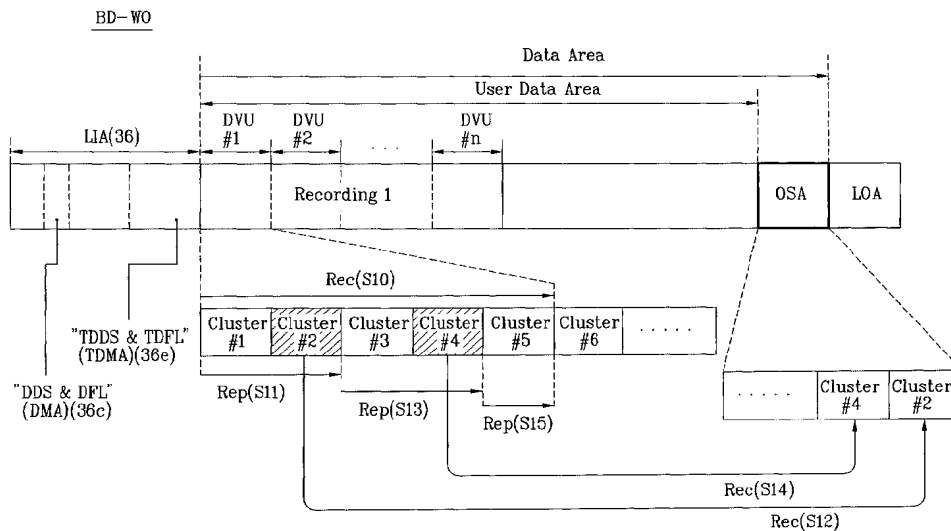 BD-WO
Data Area
User Data Area
LIA(36)
DVU #1
DVU #2
. . . .
DVU #n
Recording 1
OSA
LOA
Rec(S10)
Cluster #1
Cluster #2
Cluster #3
Cluster #4
Cluster #5
Cluster #6
. . . . .
"TDDS & TDFL"
(TDMA)(36e)
"DDS & DFL"
(DMA)(36c)
Rep(S11)
Rep(S13)
Rep(S15)
. . . . .
Cluster #4
Cluster #2
Rec(S14)
Rec(S12)